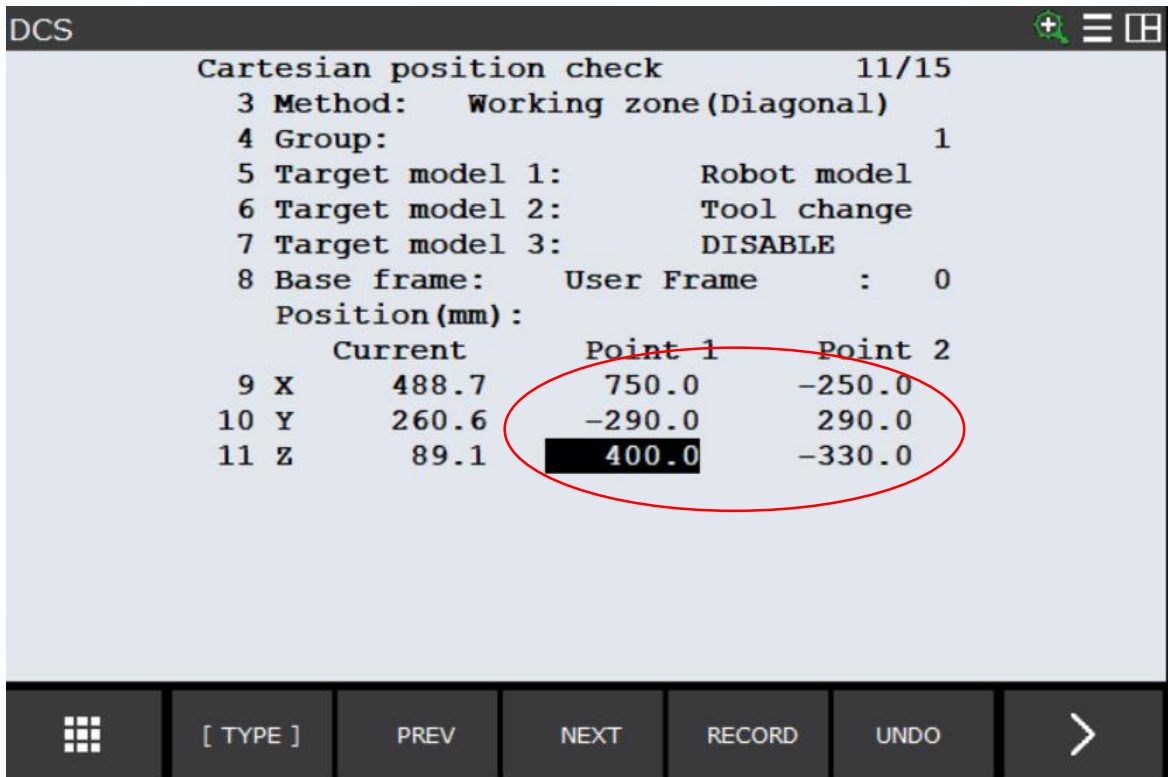 DCS
Cartesian position check 11/15
3 Method: Working zone(Diagonal)
4 Group: 1
5 Target model 1: Robot model
6 Target model 2: Tool change
7 Target model 3: DISABLE
8 Base frame: User Frame : 0
Position(mm):
Current Point 1 Point 2
9 X 488.7 750.0 -250.0
10 Y 260.6 -290.0 290.0
11 Z 89.1 400.0 -330.0
[ TYPE ] PREV NEXT RECORD UNDO